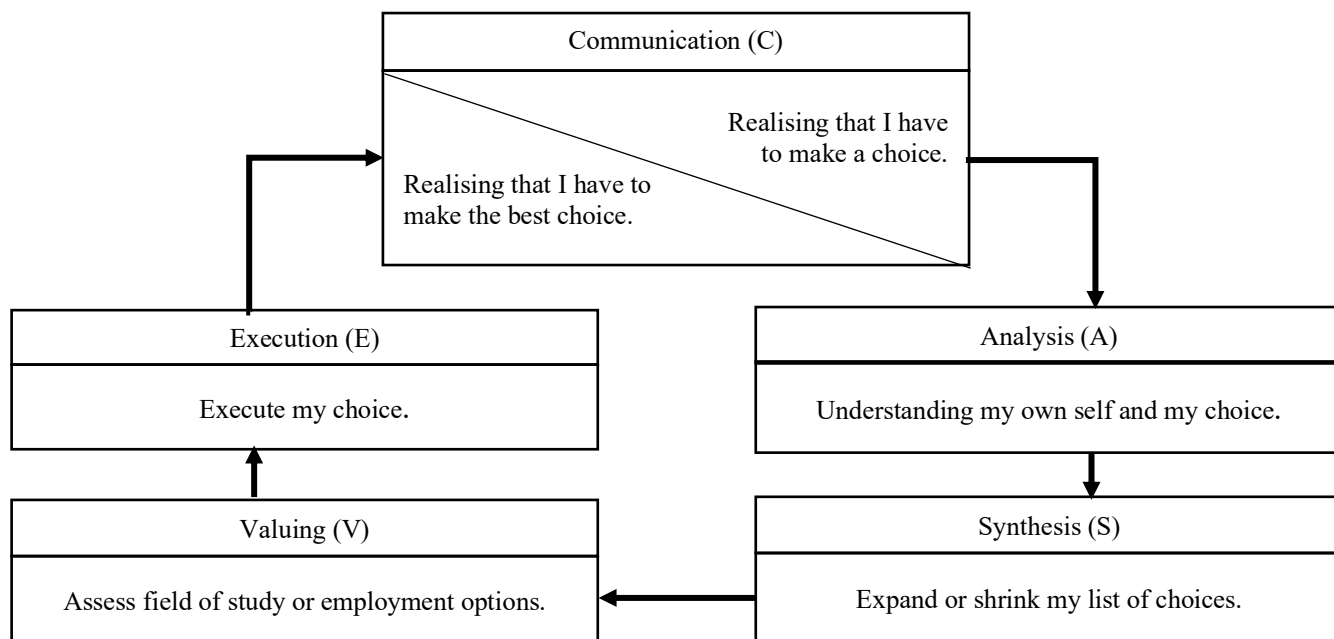 Communication (C)
Realising that I have
to make a choice.
Realising that I have to
make the best choice.
Execution (E)
Execute my choice.
Analysis (A)
Understanding my own self and my choice.
Valuing (V)
Assess field of study or employment options.
Synthesis (S)
Expand or shrink my list of choices.